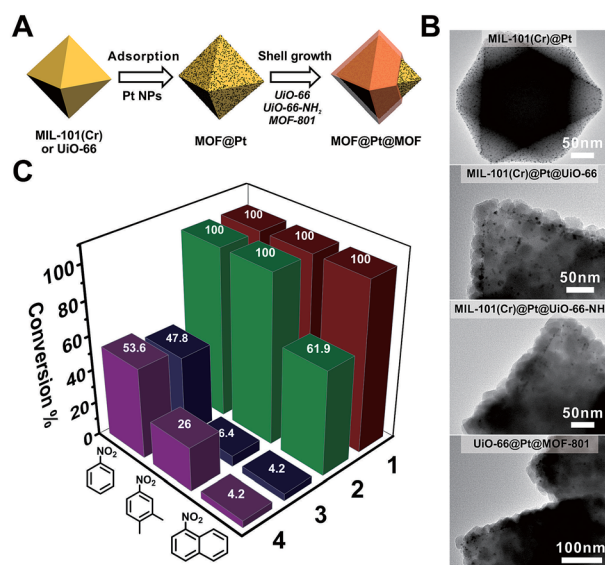 A
Adsorption
Pt NPs
Shell growth
UiO-66
UiO-66-NH₂
MOF-801
MIL-101(Cr)
or UiO-66
MOF@Pt
MOF@Pt@MOF
B
MIL-101(Cr)@Pt
50nm
MIL-101(Cr)@Pt@UiO-66
50nm
MIL-101(Cr)@Pt@UiO-66-NH
50nm
UiO-66@Pt@MOF-801
100nm
C
Conversion %
100
80
60
40
20
0
100
100
100
100
100
61.9
47.8
6.4
4.2
53.6
26
4.2
NO₂
NO₂
NO₂
1
2
3
4